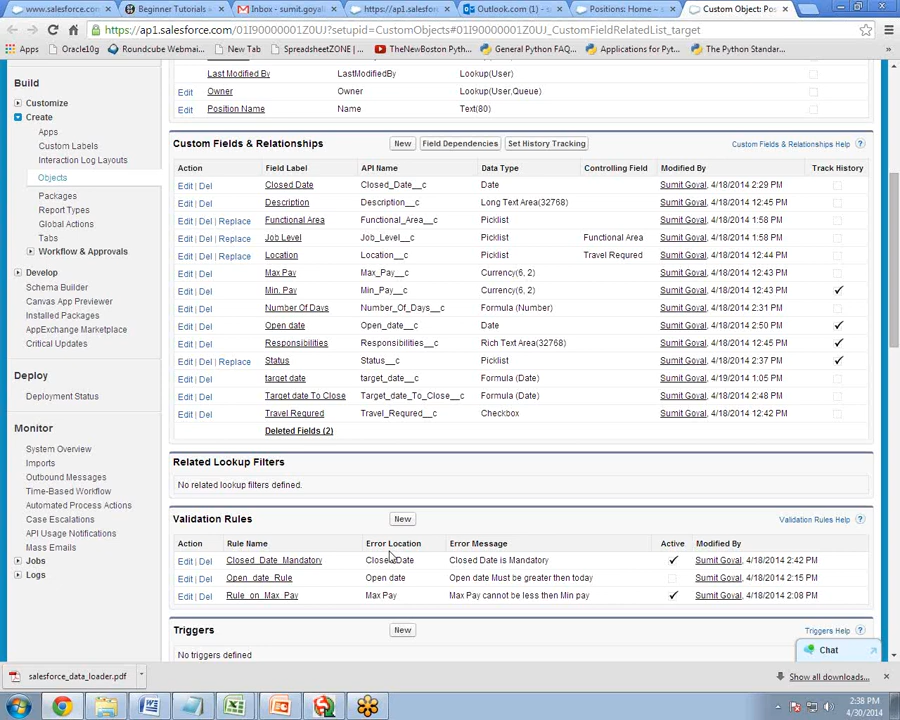 www.salesforce.com/
Beginner Tutorials -
Inbox - sumit.goyal
https://ap1.salesforce
Outlook.com (1) - s
Positions: Home ~ s
Custom Object: Po
https://ap1.salesforce.com/01I90000001Z0UJ?setupid=CustomObjects#01I90000001Z0UJ_CustomFieldRelatedList_target
Apps
Oracle10g
Roundcube Webmai...
New Tab
SpreadsheetZONE |...
TheNewBoston Pyth...
General Python FAQ...
Applications for Pyt...
The Python Standar...
Build
Customize
Create
Apps
Custom Labels
Interaction Log Layouts
Objects
Packages
Report Types
Global Actions
Tabs
Workflow & Approvals
Develop
Schema Builder
Canvas App Previewer
Installed Packages
AppExchange Marketplace
Critical Updates
Deploy
Deployment Status
Monitor
System Overview
Imports
Outbound Messages
Time-Based Workflow
Automated Process Actions
Case Escalations
API Usage Notifications
Mass Emails
Jobs
Logs
Last Modified By LastModifiedBy Lookup(User)
Edit Owner Owner Lookup(User,Queue)
Edit Position Name Name Text(80)
Custom Fields & Relationships New Field Dependencies Set History Tracking Custom Fields & Relationships Help ?
Action Field Label API Name Data Type Controlling Field Modified By Track History
Edit | Del Closed Date Closed_Date__c Date Sumit Goyal, 4/18/2014 2:29 PM
Edit | Del Description Description__c Long Text Area(32768) Sumit Goyal, 4/18/2014 12:45 PM
Edit | Del | Replace Functional Area Functional_Area__c Picklist Sumit Goyal, 4/18/2014 1:58 PM
Edit | Del | Replace Job Level Job_Level__c Picklist Functional Area Sumit Goyal, 4/18/2014 1:58 PM
Edit | Del | Replace Location Location__c Picklist Travel Requred Sumit Goyal, 4/18/2014 12:44 PM
Edit | Del Max Pay Max_Pay__c Currency(6, 2) Sumit Goyal, 4/18/2014 12:43 PM
Edit | Del Min. Pay Min_Pay__c Currency(6, 2) Sumit Goyal, 4/18/2014 12:43 PM
Edit | Del Number Of Days Number_Of_Days__c Formula (Number) Sumit Goyal, 4/18/2014 2:31 PM
Edit | Del Open date Open_date__c Date Sumit Goyal, 4/18/2014 2:50 PM
Edit | Del Responsibilities Responsibilities__c Rich Text Area(32768) Sumit Goyal, 4/18/2014 12:45 PM
Edit | Del | Replace Status Status__c Picklist Sumit Goyal, 4/18/2014 2:37 PM
Edit | Del target date target_date__c Formula (Date) Sumit Goyal, 4/19/2014 1:05 PM
Edit | Del Target date To Close Target_date_To_Close__c Formula (Date) Sumit Goyal, 4/18/2014 2:48 PM
Edit | Del Travel Requred Travel_Requred__c Checkbox Sumit Goyal, 4/18/2014 12:42 PM
Deleted Fields (2)
Related Lookup Filters
No related lookup filters defined.
Validation Rules New Validation Rules Help ?
Action Rule Name Error Location Error Message Active Modified By
Edit | Del Closed_Date_Mandatory Closed Date Closed Date is Mandatory Sumit Goyal, 4/18/2014 2:42 PM
Edit | Del Open_date_Rule Open date Open date Must be greater then today Sumit Goyal, 4/18/2014 2:15 PM
Edit | Del Rule_on_Max_Pay Max Pay Max Pay cannot be less then Min pay Sumit Goyal, 4/18/2014 2:08 PM
Triggers New Triggers Help ?
No triggers defined
Chat
salesforce_data_loader.pdf
Show all downloads...
2:38 PM
4/30/2014